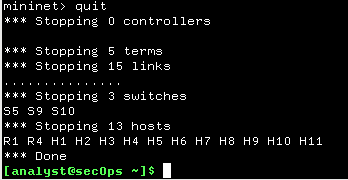 mininet> quit
*** Stopping 0 controllers
*** Stopping 5 terms
*** Stopping 15 links
...............
*** Stopping 3 switches
S5 S9 S10
*** Stopping 13 hosts
R1 R4 H1 H2 H3 H4 H5 H6 H7 H8 H9 H10 H11
*** Done
[analyst@secOps ~]$